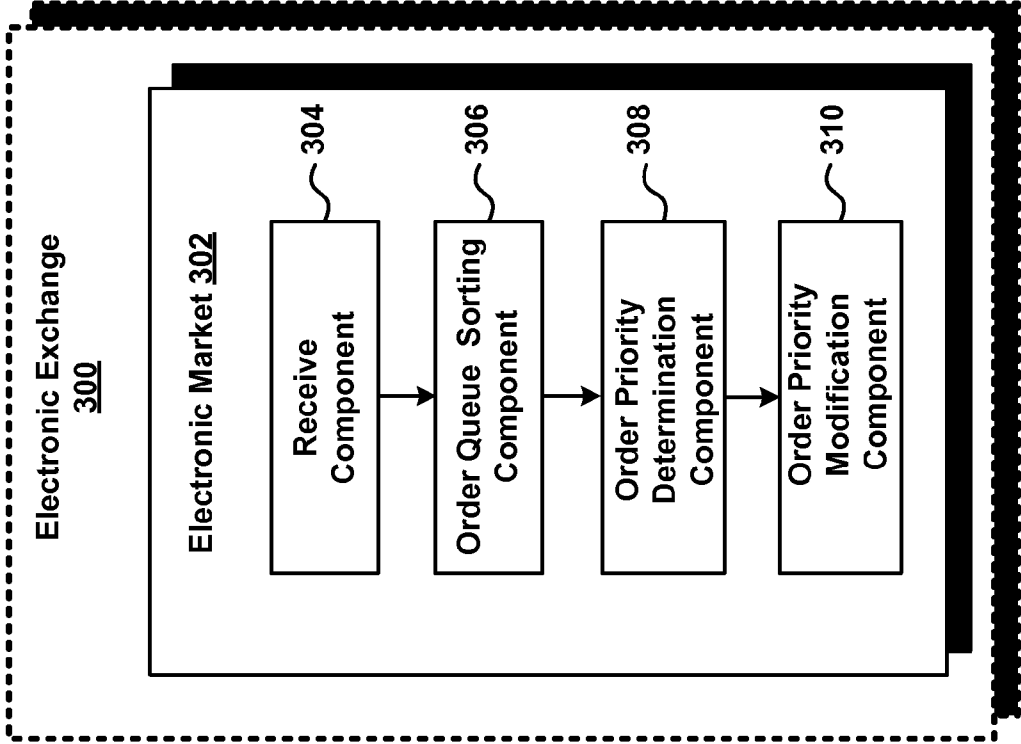 Electronic Exchange
300
Electronic Market 302
Receive
Component
304
Order Queue Sorting
Component
306
Order Priority
Determination
Component
308
Order Priority
Modification
Component
310